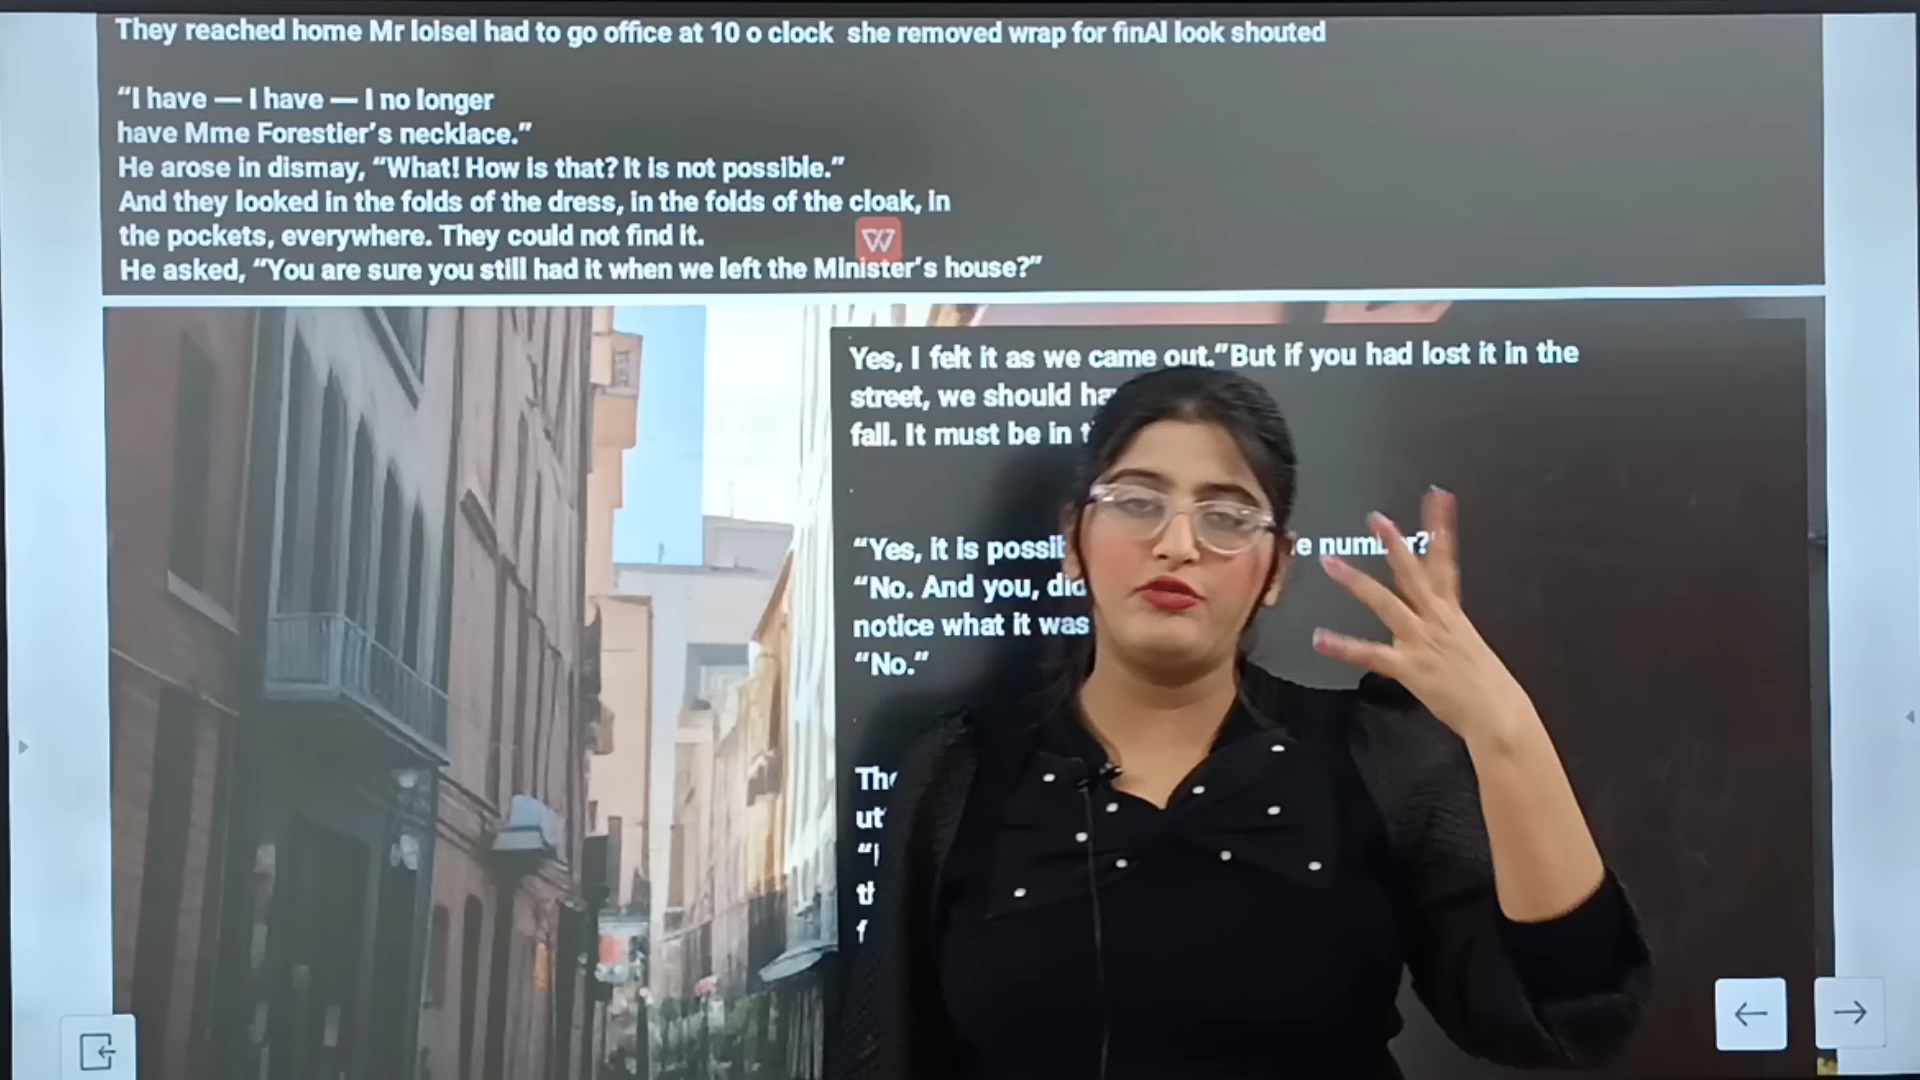 They reached home Mr loisel had to go office at 10 o clock she removed wrap for finAl look shouted
“I have — I have — I no longer
have Mme Forestier’s necklace.”
He arose in dismay, “What! How is that? It is not possible.”
And they looked in the folds of the dress, in the folds of the cloak, in
the pockets, everywhere. They could not find it.
He asked, “You are sure you still had it when we left the Minister’s house?”
Yes, I felt it as we came out.”But if you had lost it in the
street, we should
fall. It must be in
“Yes, it is number?
“No. And you,
notice what it was
“No.”